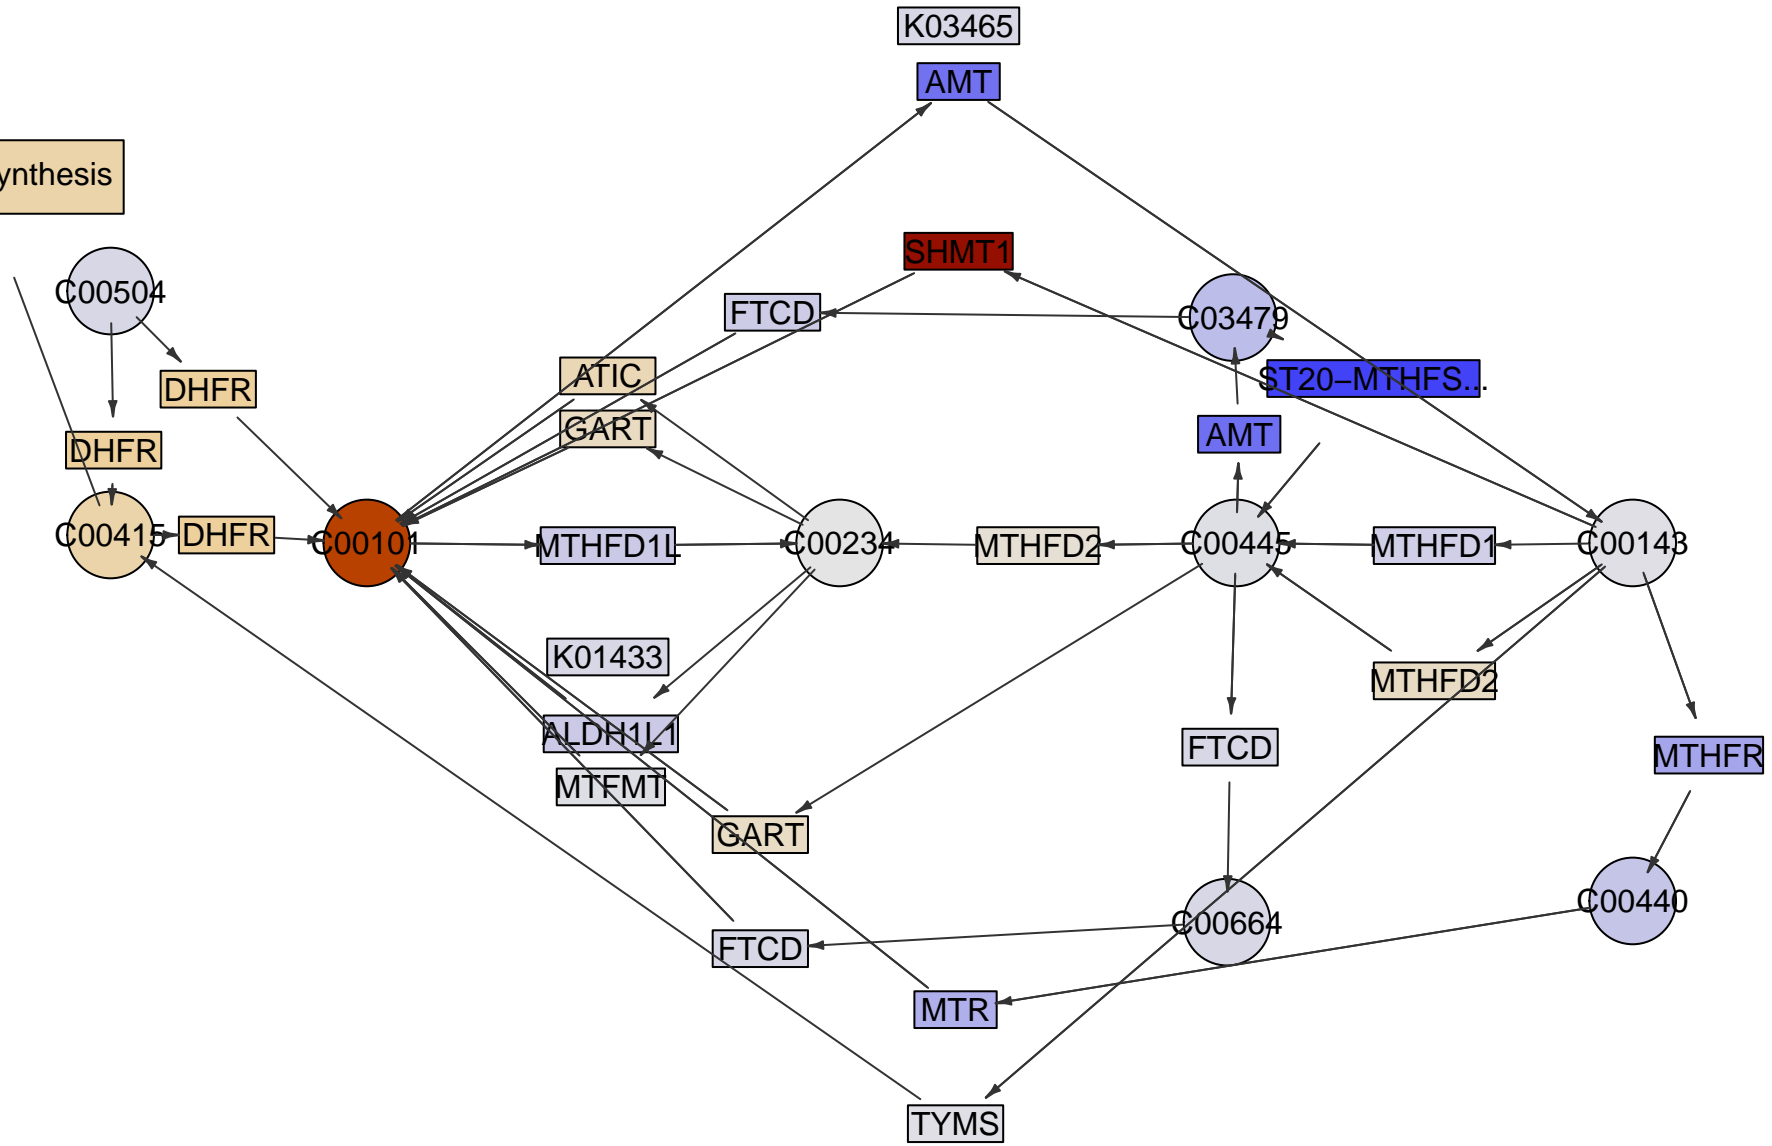 K03465
AMT
ynthesis
SHMT1
C00504
FTCD
C03479
DHFR
ATIC
ST20−MTHFS...
GART
AMT
DHFR
C00415
DHFR
C00101
MTHFD1L
C00234
MTHFD2
C00445
MTHFD1
C00143
K01433
MTHFD2
ALDH1L1
FTCD
MTHFR
MTFMT
GART
C00664
C00440
FTCD
MTR
TYMS